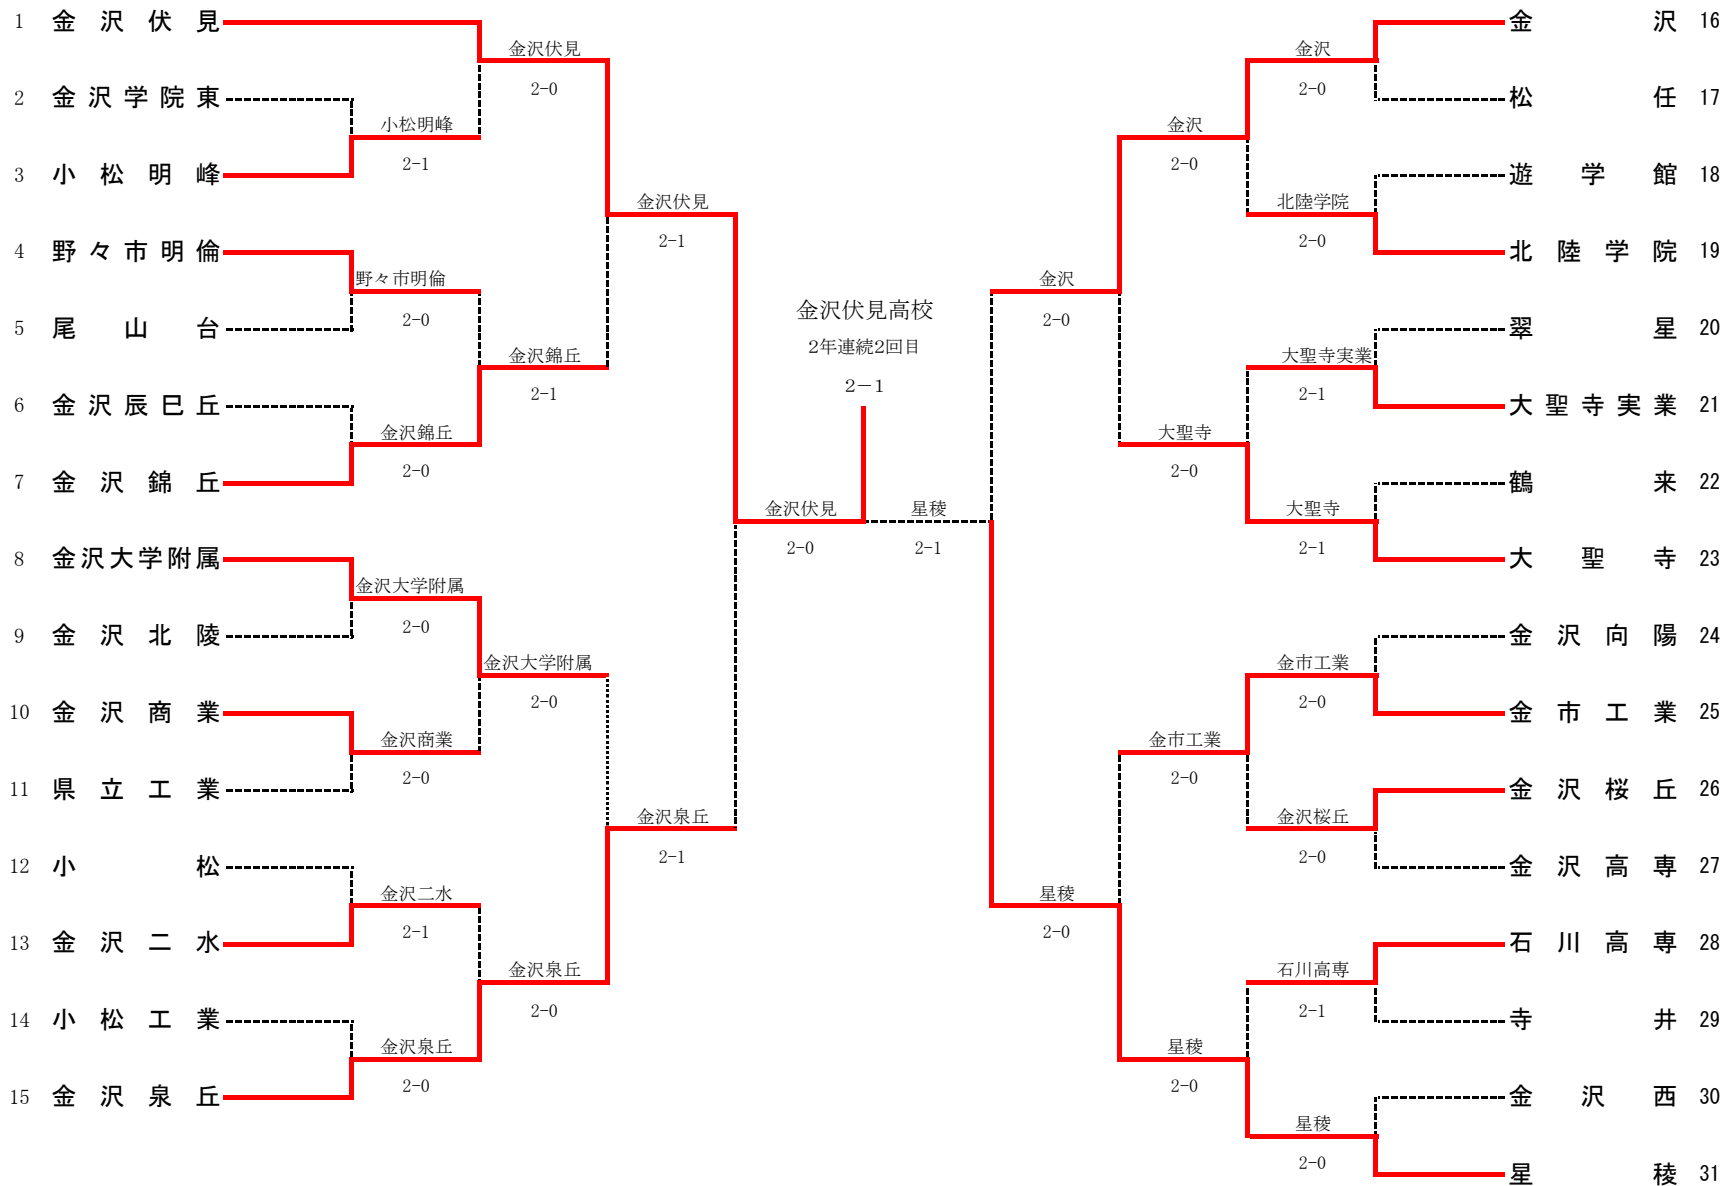 1 金沢伏見
2 金沢学院東
3 小松明峰
4 野々市明倫
5 尾山台
6 金沢辰巳丘
7 金沢錦丘
8 金沢大学附属
9 金沢北陵
10 金沢商業
11 県立工業
12 小松
13 金沢二水
14 小松工業
15 金沢泉丘
小松明峰
2-1
野々市明倫
2-0
金沢錦丘
2-0
金沢大学附属
2-0
金沢商業
2-0
金沢二水
2-1
金沢泉丘
2-0
金沢伏見
2-0
金沢錦丘
2-1
金沢大学附属
2-0
金沢泉丘
2-0
金沢伏見
2-1
金沢泉丘
2-1
金沢伏見
2-0
金沢伏見高校
2年連続2回目
2-1
星稜
2-1
金沢
2-0
星稜
2-0
金沢
2-0
大聖寺
2-0
金市工業
2-0
星稜
2-0
金沢
2-0
北陸学院
2-0
大聖寺実業
2-1
大聖寺
2-1
金市工業
2-0
金沢桜丘
2-0
石川高専
2-1
星稜
2-0
金沢 16
松任 17
遊学館 18
北陸学院 19
翠星 20
大聖寺実業 21
鶴来 22
大聖寺 23
金沢向陽 24
金市工業 25
金沢桜丘 26
金沢高専 27
石川高専 28
寺井 29
金沢西 30
星稜 31